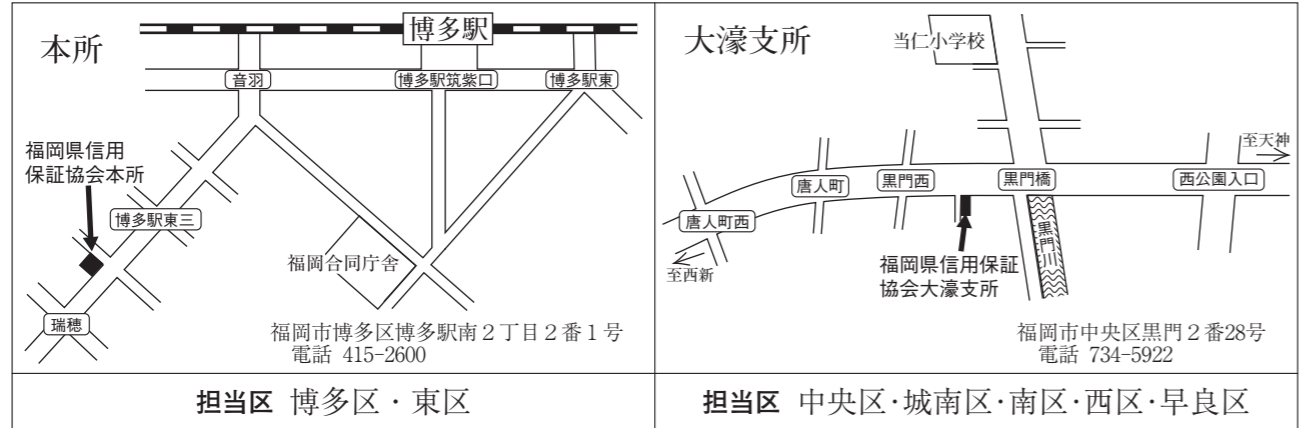 本所
博多駅
音羽
博多駅筑紫口
博多駅東
福岡県信用
保証協会本所
博多駅東三
福岡合同庁舎
瑞穂
福岡市博多区博多駅南２丁目２番１号
電話 415-2600
担当区 博多区・東区
大濠支所
当仁小学校
至天神
唐人町
黒門西
黒門橋
西公園入口
唐人町西
至西新
黒門川
福岡県信用保証
協会大濠支所
福岡市中央区黒門２番28号
電話 734-5922
担当区 中央区・城南区・南区・西区・早良区